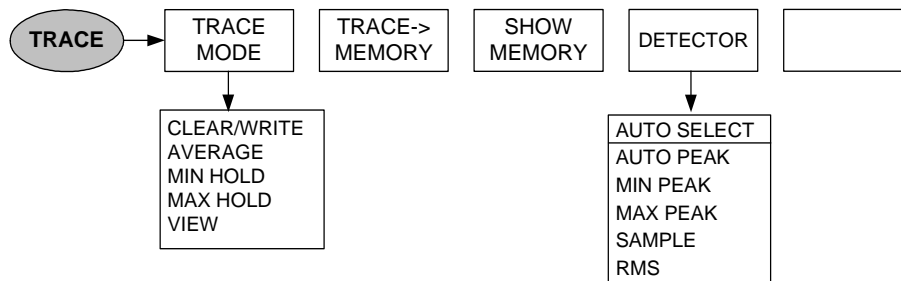 TRACE
TRACE
MODE
TRACE->
MEMORY
SHOW
MEMORY
DETECTOR
CLEAR/WRITE
AVERAGE
MIN HOLD
MAX HOLD
VIEW
AUTO SELECT
AUTO PEAK
MIN PEAK
MAX PEAK
SAMPLE
RMS